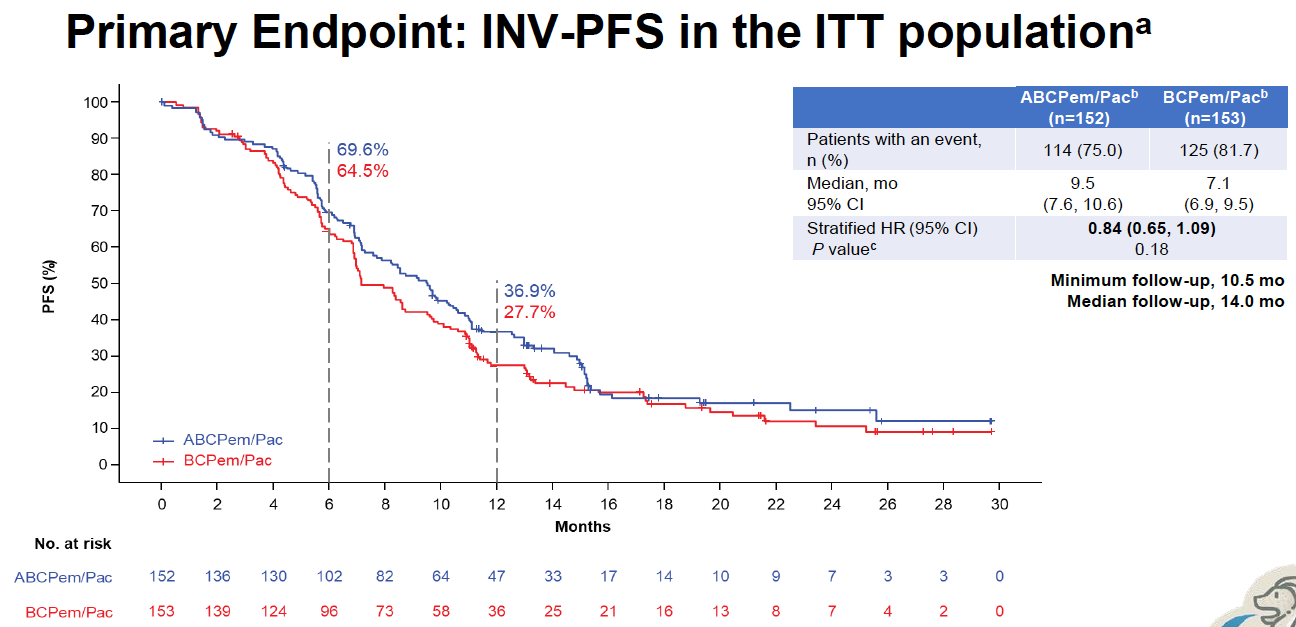 Primary Endpoint: INV-PFS in the ITT populationa
ABCPem/Pacb BCPem/Pacb
(n=152) (n=153)
Patients with an event,
n (%) 114 (75.0) 125 (81.7)
Median, mo 9.5 7.1
95% CI (7.6, 10.6) (6.9, 9.5)
Stratified HR (95% CI) 0.84 (0.65, 1.09)
P valuec 0.18
Minimum follow-up, 10.5 mo
Median follow-up, 14.0 mo
PFS (%)
100
90
80
70
60
50
40
30
20
10
0
69.6%
64.5%
36.9%
27.7%
ABCPem/Pac
BCPem/Pac
0 2 4 6 8 10 12 14 16 18 20 22 24 26 28 30
Months
No. at risk
ABCPem/Pac 152 136 130 102 82 64 47 33 17 14 10 9 7 3 3 0
BCPem/Pac 153 139 124 96 73 58 36 25 21 16 13 8 7 4 2 0